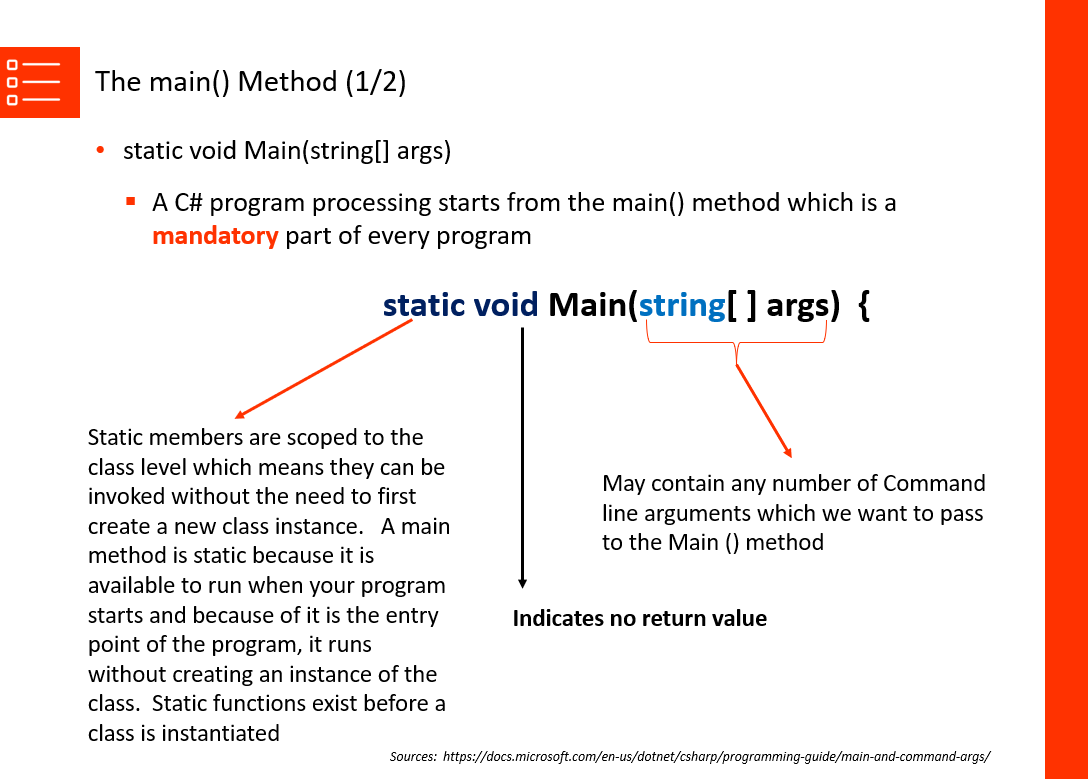 The main() Method (1/2)
• static void Main(string[] args)
▪ A C# program processing starts from the main() method which is a
mandatory part of every program
static void Main(string[ ] args)  {
Static members are scoped to the
class level which means they can be
invoked without the need to first
create a new class instance.   A main
method is static because it is
available to run when your program
starts and because of it is the entry
point of the program, it runs
without creating an instance of the
class.  Static functions exist before a
class is instantiated
May contain any number of Command
line arguments which we want to pass
to the Main () method
Indicates no return value
Sources:  https://docs.microsoft.com/en-us/dotnet/csharp/programming-guide/main-and-command-args/